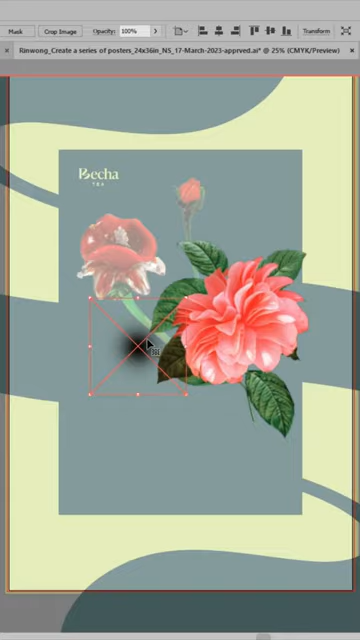 Mask Crop Image Opacity: 100% Transform
Rinwong_Create a series of posters_24x36in_NS_17-March-2023-apprved.ai* @ 25% (CMYK/Preview)
Becha
TEA